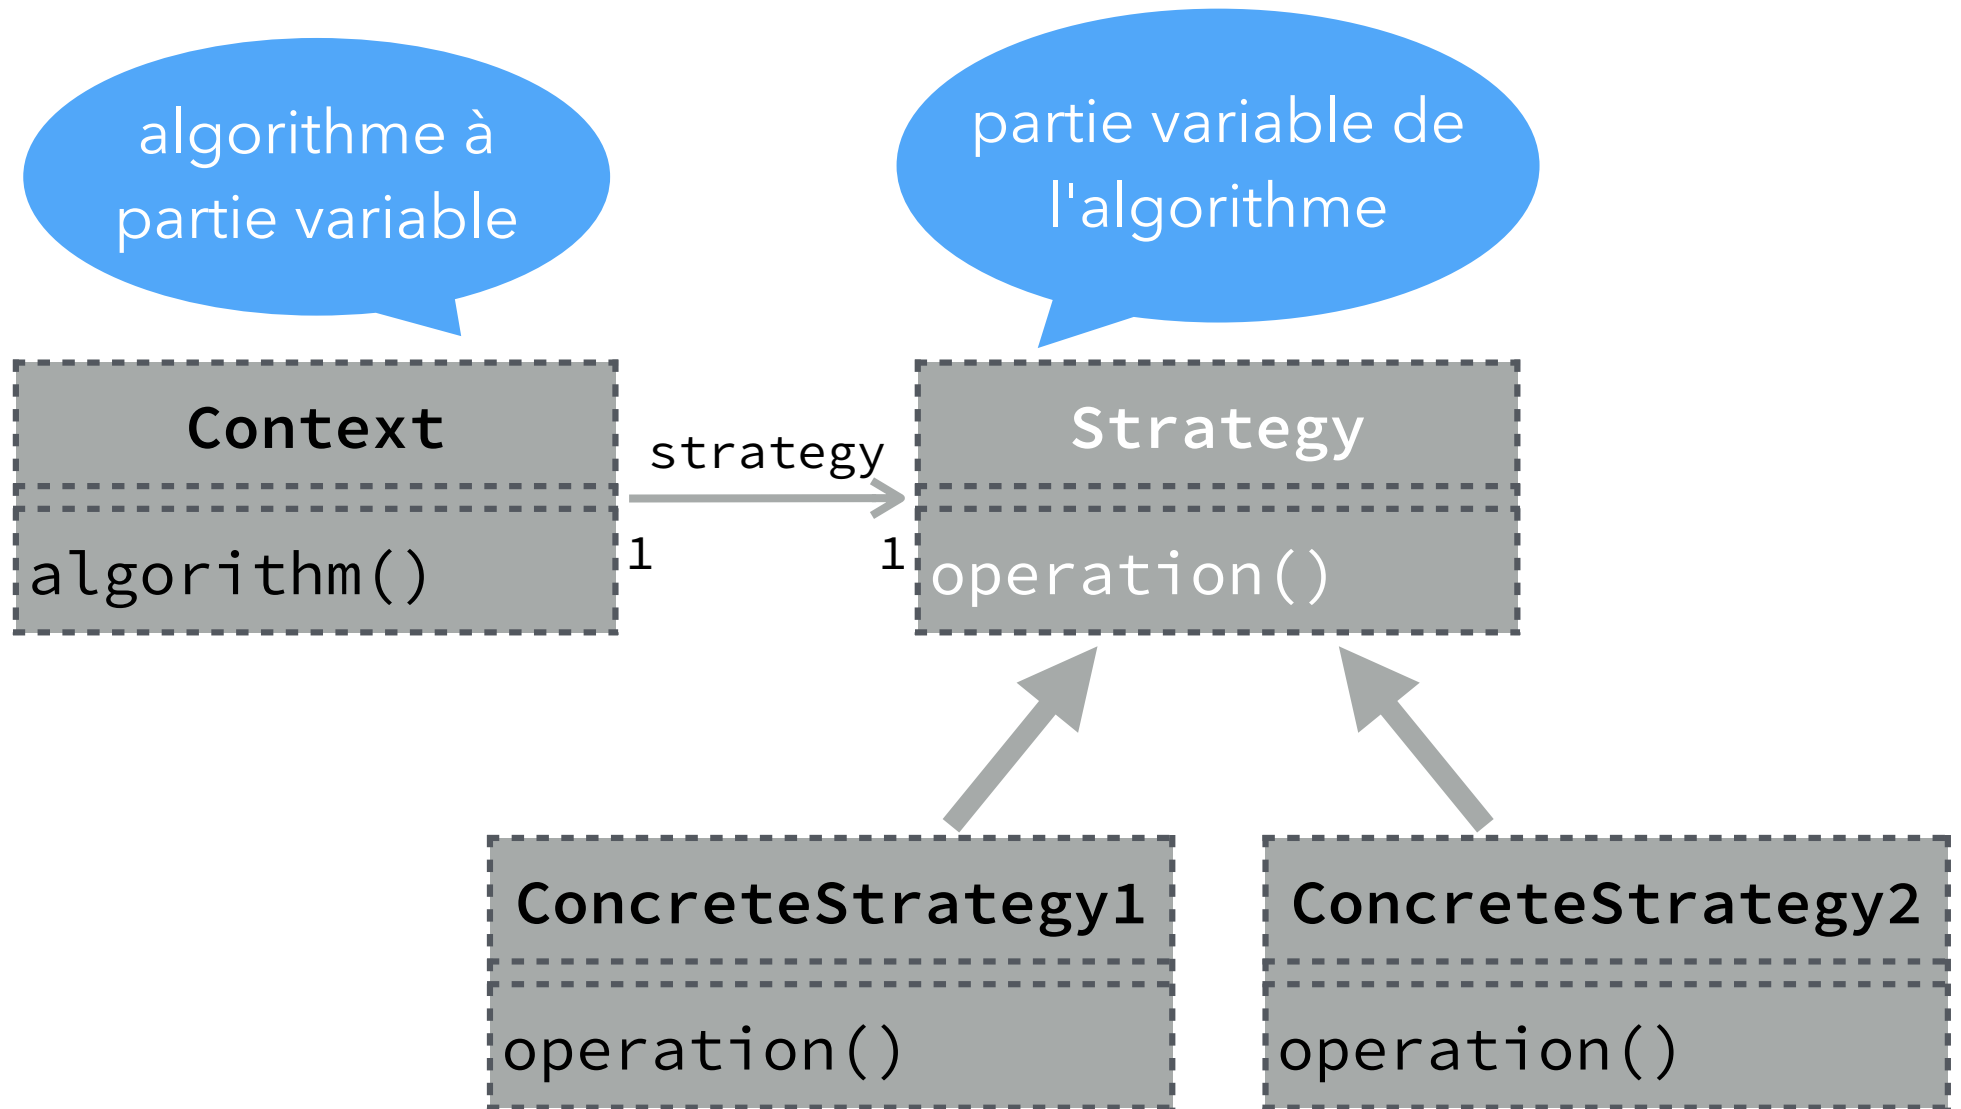 algorithme à
partie variable
partie variable de
l'algorithme
Context
algorithm()
strategy
1
1
Strategy
operation()
ConcreteStrategy1
operation()
ConcreteStrategy2
operation()